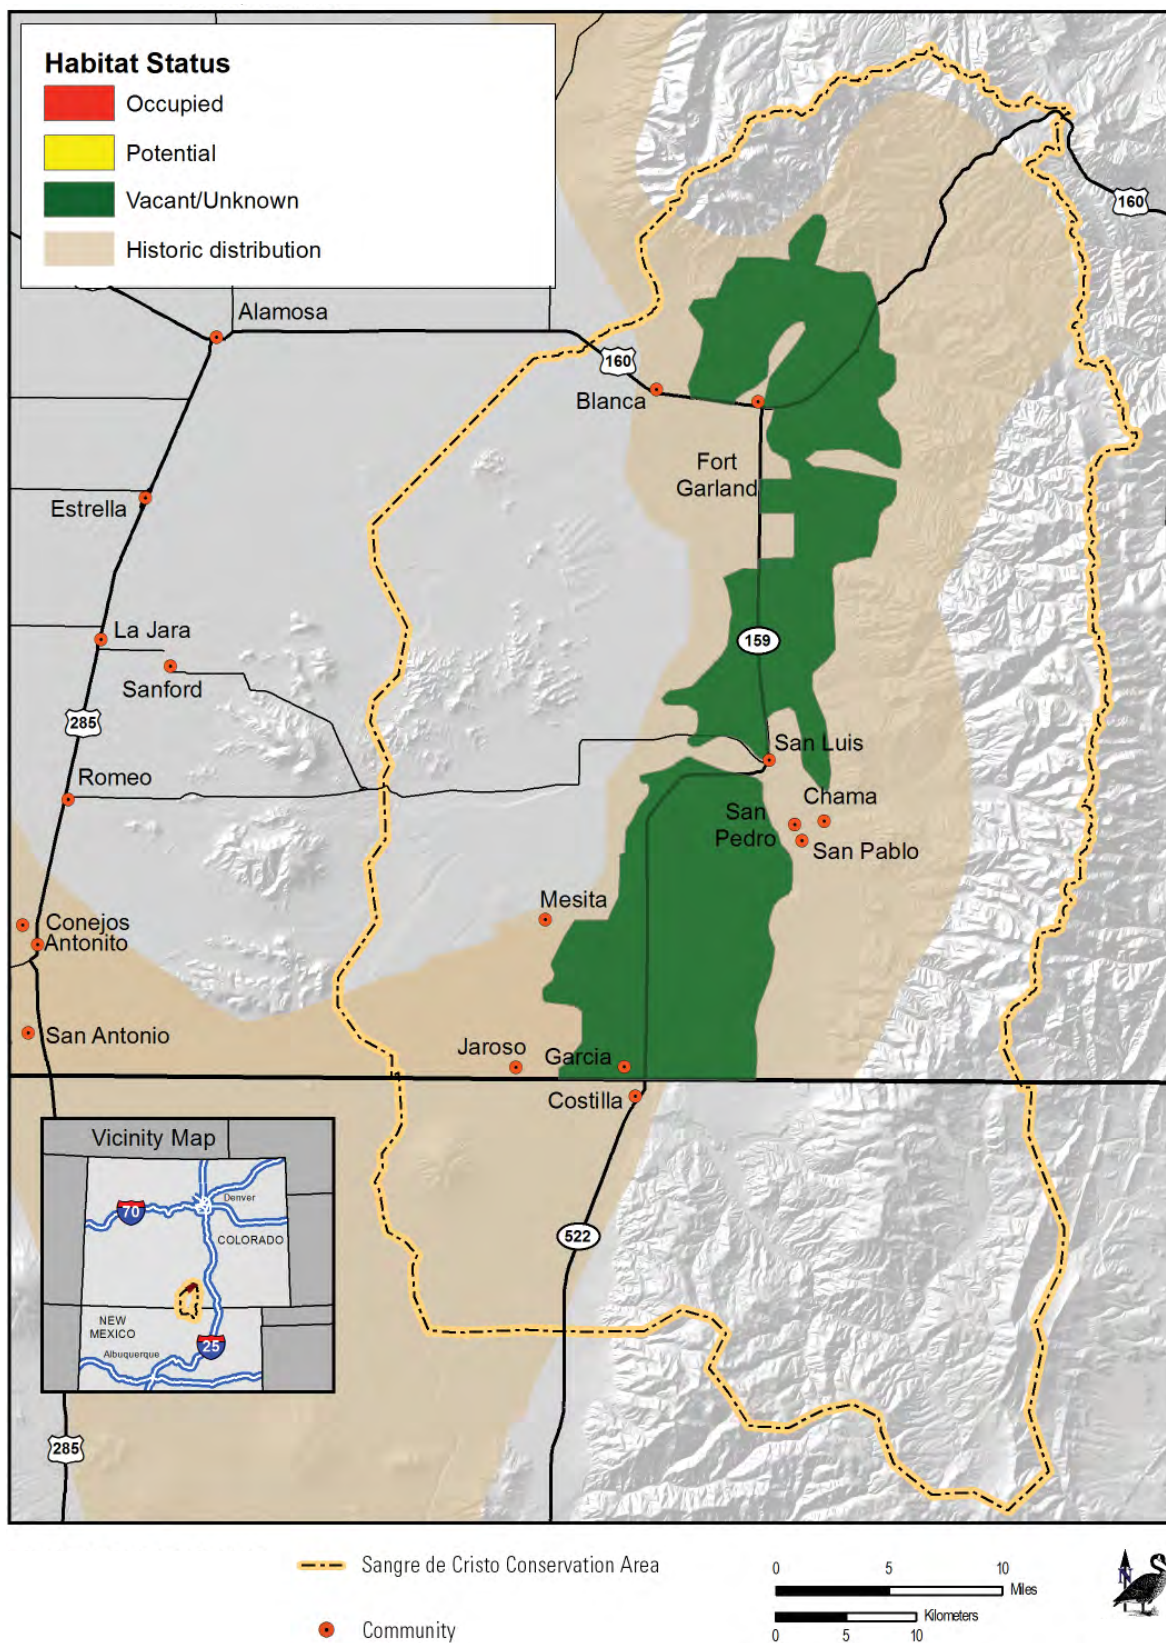 Habitat Status
Occupied
Potential
Vacant/Unknown
Historic distribution
160
Alamosa
160
Blanca
Fort
Garland
Estrella
La Jara
159
Sanford
285
San Luis
Romeo
Chama
San
Pedro
San Pablo
Mesita
Conejos
Antonito
San Antonio
Jaroso
Garcia
Costilla
Vicinity Map
70
Denver
COLORADO
522
NEW
MEXICO
25
Albuquerque
285
Sangre de Cristo Conservation Area
0 5 10
Miles
N
Kilometers
0 5 10
Community